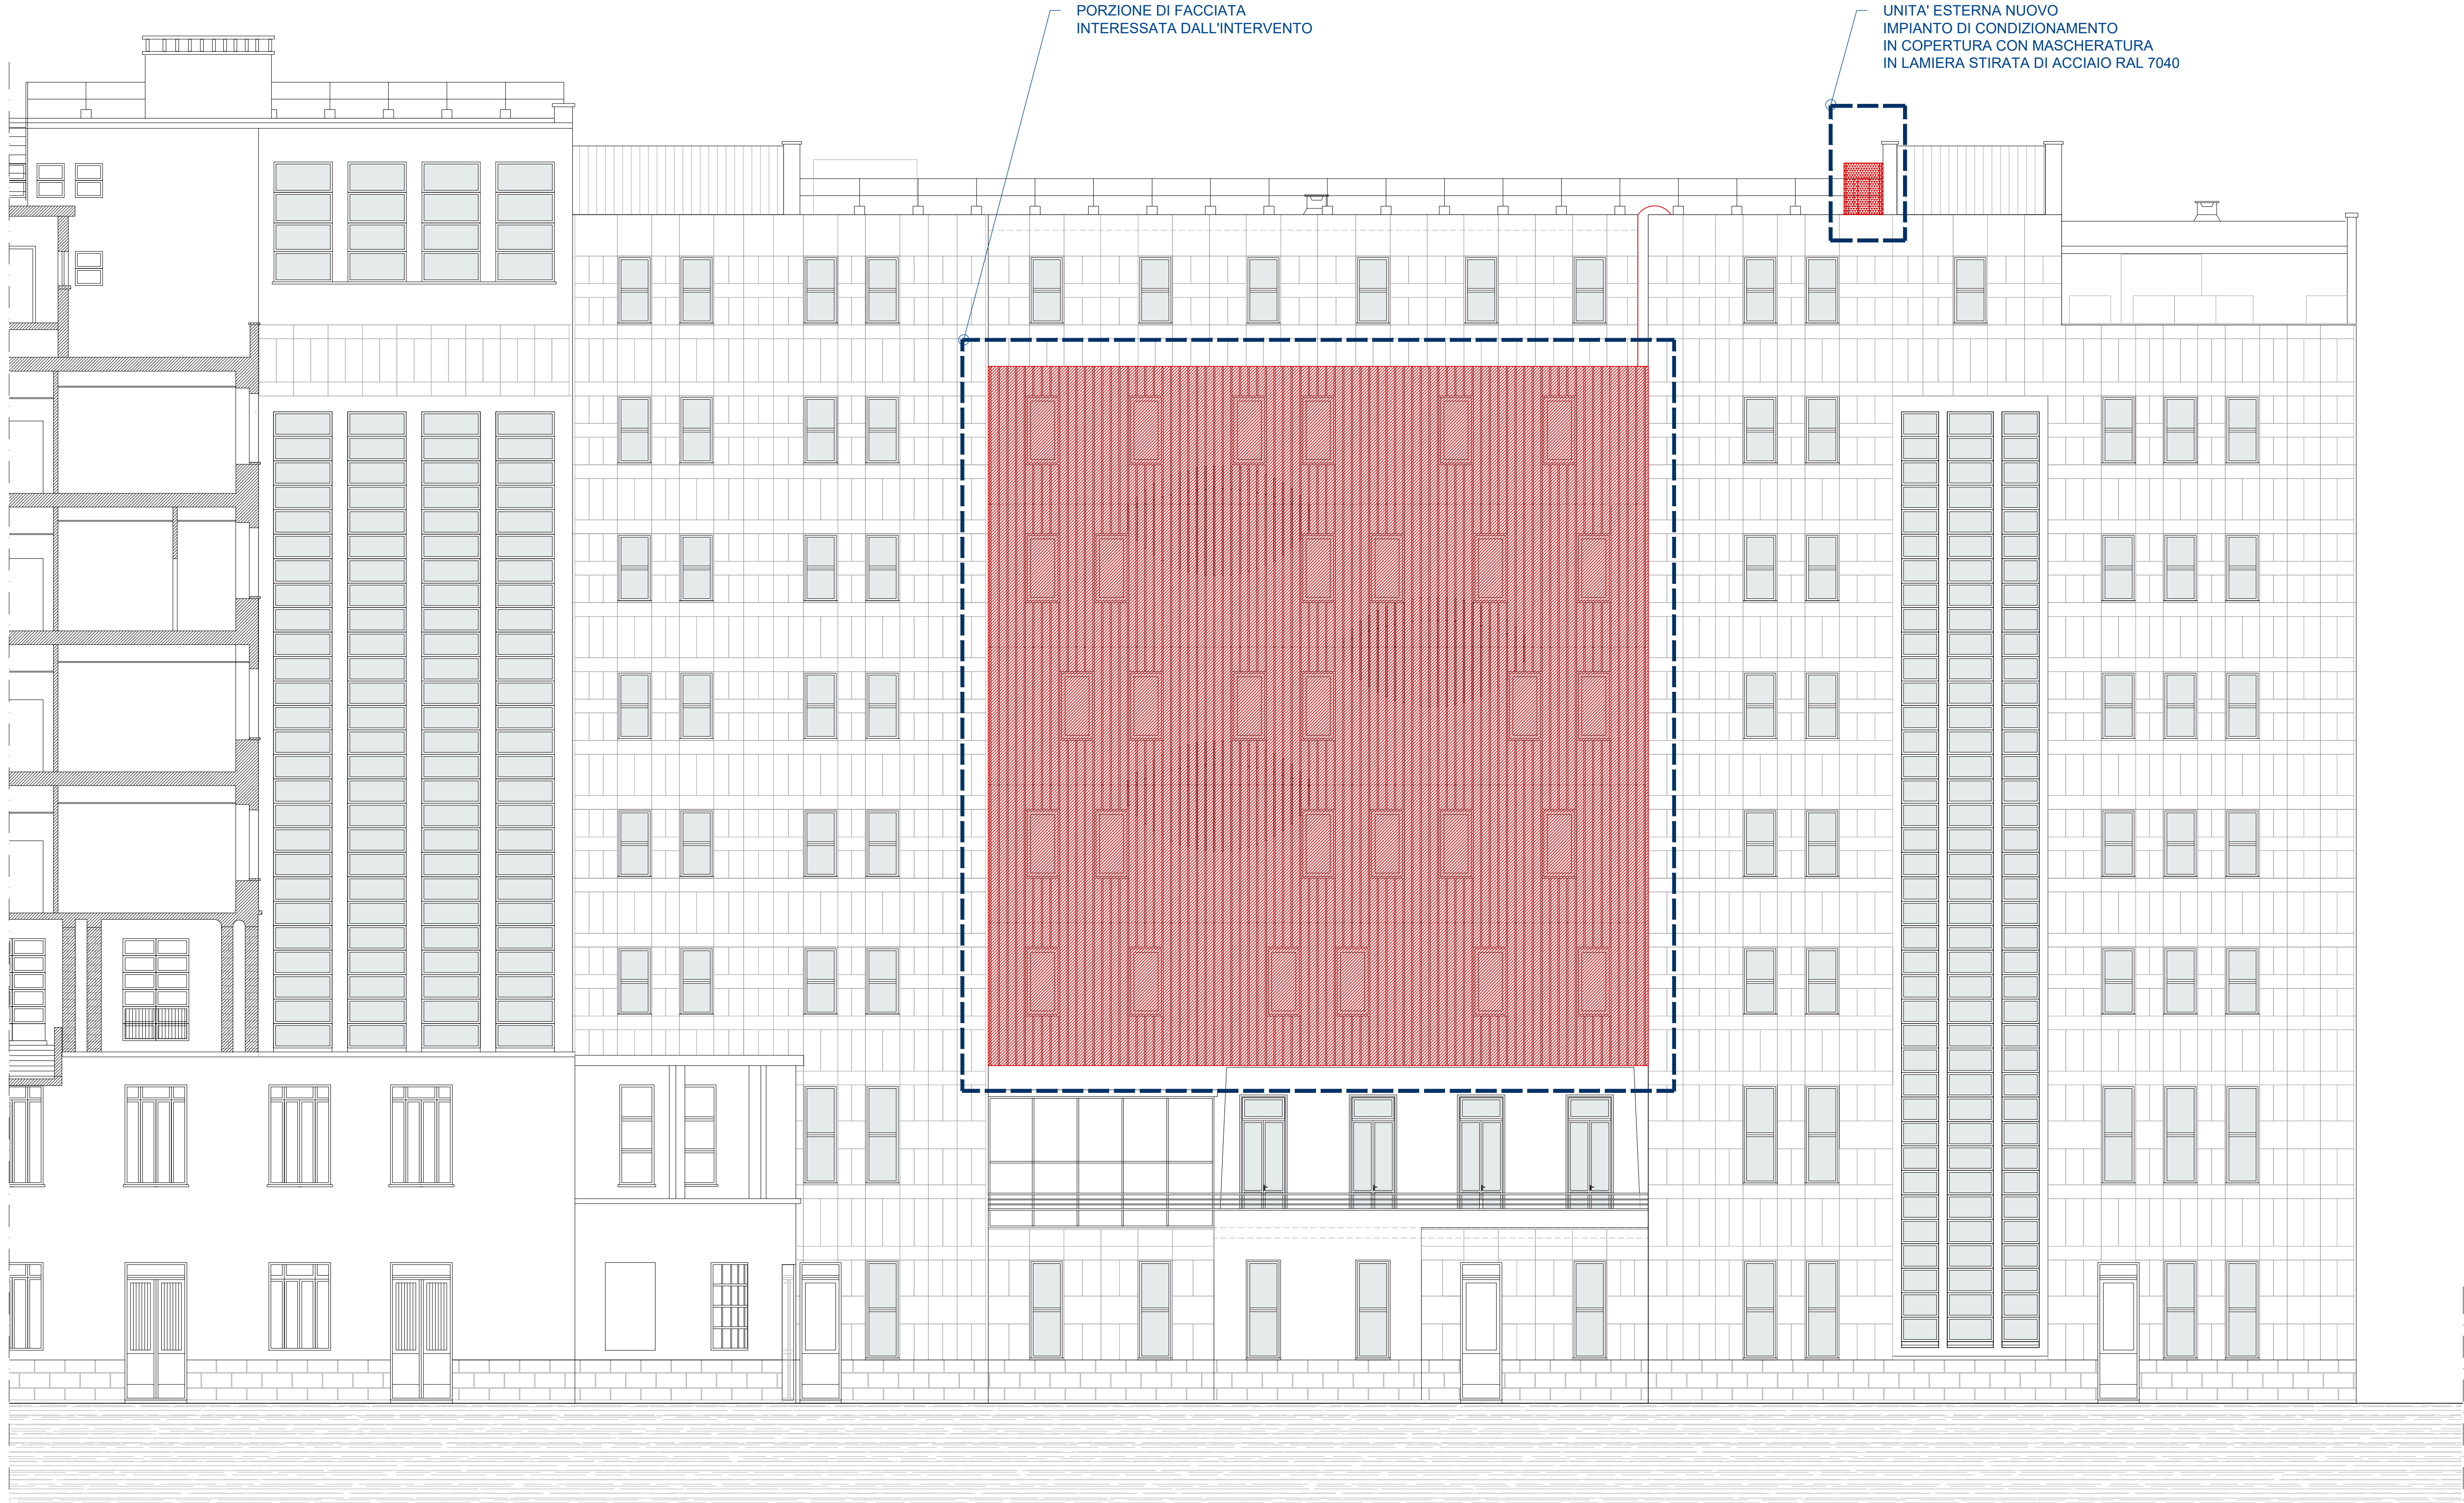 PORZIONE DI FACCIATA
INTERESSATA DALL'INTERVENTO
UNITA' ESTERNA NUOVO
IMPIANTO DI CONDIZIONAMENTO
IN COPERTURA CON MASCHERATURA
IN LAMIERA STIRATA DI ACCIAIO RAL 7040